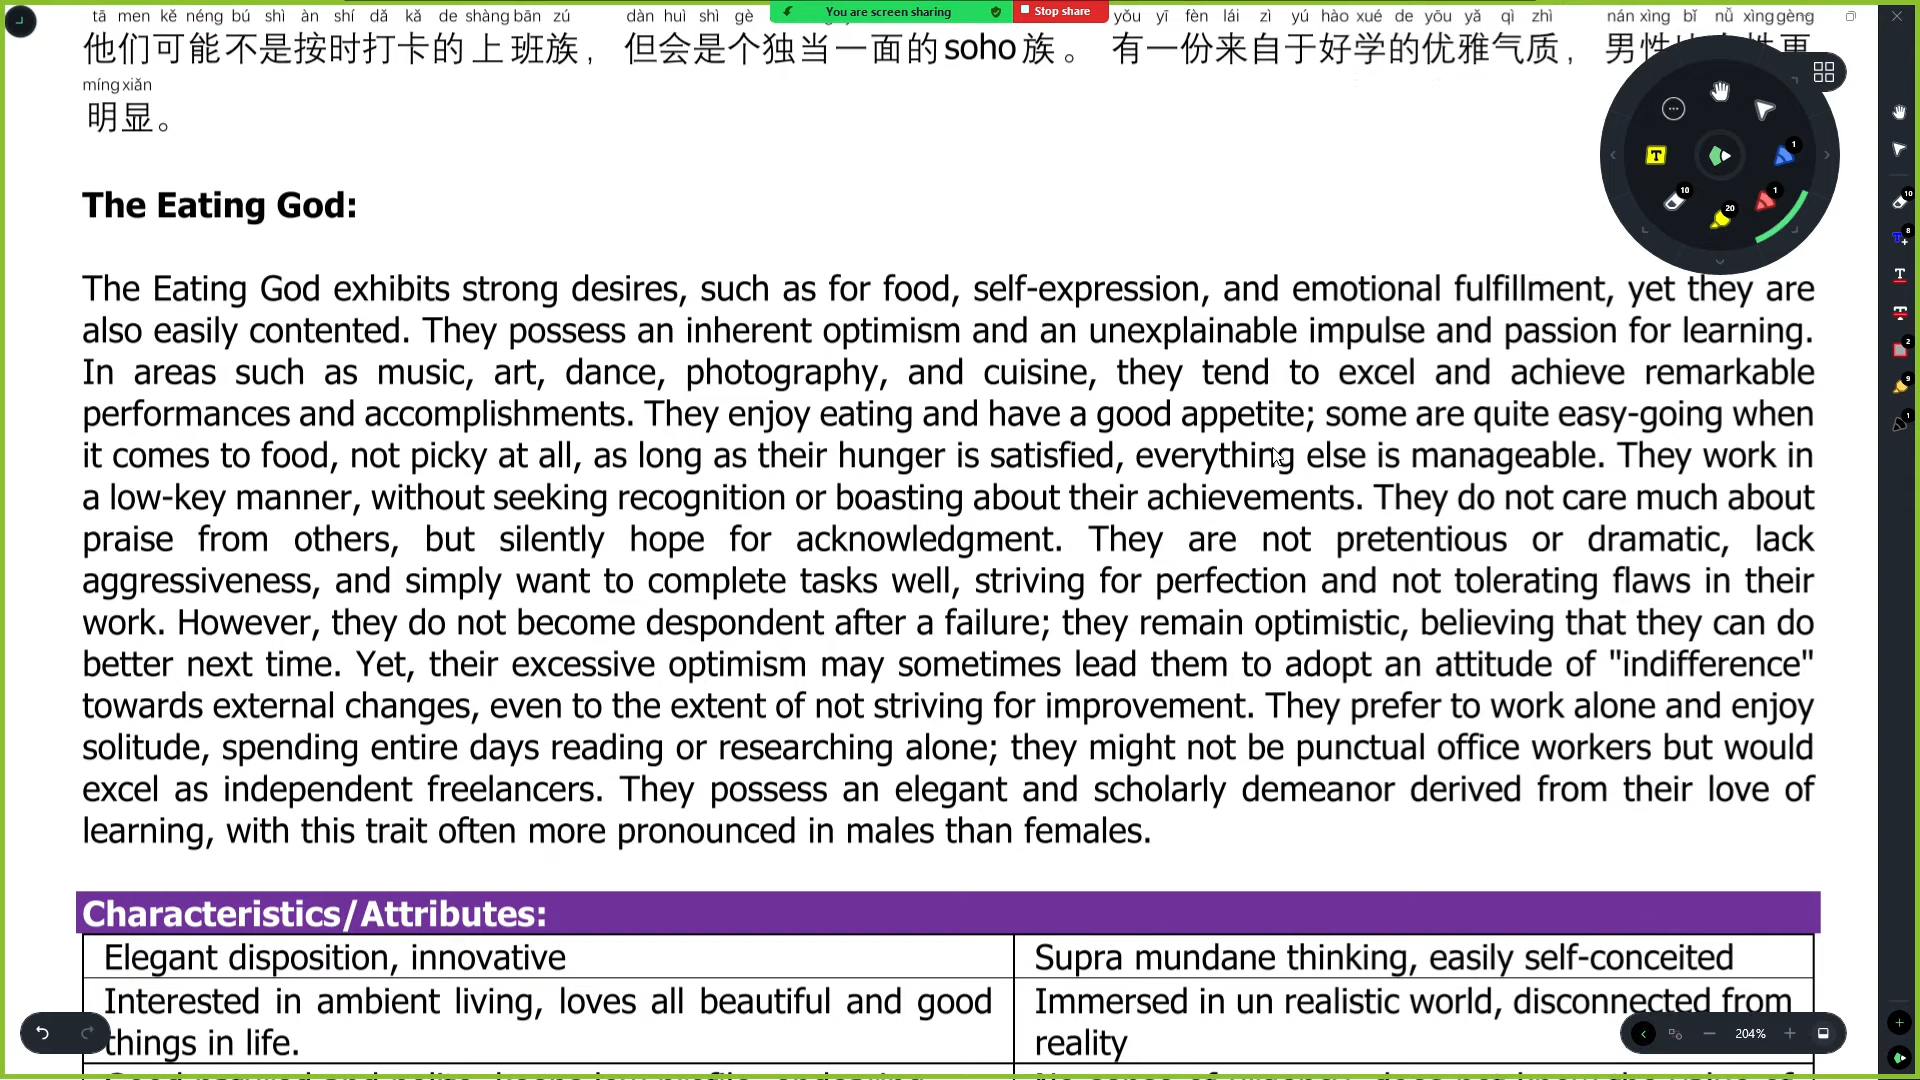 tā men kě néng bú shì àn shí dǎ kǎ de shàng bān zú dàn huì shì gè yǒu yī fèn lái zì yú hào xué de yōu yǎ qì zhì nán xìng bǐ nǚ xìng gèng
You are screen sharing Stop share
他们可能不是按时打卡的上班族，但会是个独当一面的soho族。有一份来自于好学的优雅气质，男性 更
míng xiǎn
明显。
The Eating God:
The Eating God exhibits strong desires, such as for food, self-expression, and emotional fulfillment, yet they are
also easily contented. They possess an inherent optimism and an unexplainable impulse and passion for learning.
In areas such as music, art, dance, photography, and cuisine, they tend to excel and achieve remarkable
performances and accomplishments. They enjoy eating and have a good appetite; some are quite easy-going when
it comes to food, not picky at all, as long as their hunger is satisfied, everything else is manageable. They work in
a low-key manner, without seeking recognition or boasting about their achievements. They do not care much about
praise from others, but silently hope for acknowledgment. They are not pretentious or dramatic, lack
aggressiveness, and simply want to complete tasks well, striving for perfection and not tolerating flaws in their
work. However, they do not become despondent after a failure; they remain optimistic, believing that they can do
better next time. Yet, their excessive optimism may sometimes lead them to adopt an attitude of "indifference"
towards external changes, even to the extent of not striving for improvement. They prefer to work alone and enjoy
solitude, spending entire days reading or researching alone; they might not be punctual office workers but would
excel as independent freelancers. They possess an elegant and scholarly demeanor derived from their love of
learning, with this trait often more pronounced in males than females.
Characteristics/Attributes:
Elegant disposition, innovative
Supra mundane thinking, easily self-conceited
Interested in ambient living, loves all beautiful and good
things in life.
Immersed in un realistic world, disconnected from
reality
204%